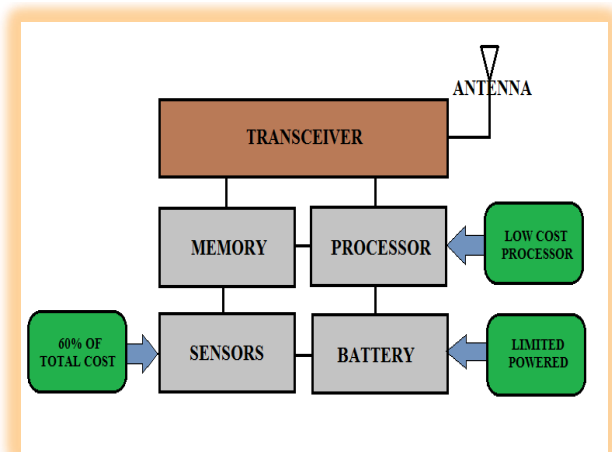 ANTENNA
TRANSCEIVER
MEMORY
PROCESSOR
LOW COST
PROCESSOR
60% OF
TOTAL COST
SENSORS
BATTERY
LIMITED
POWERED